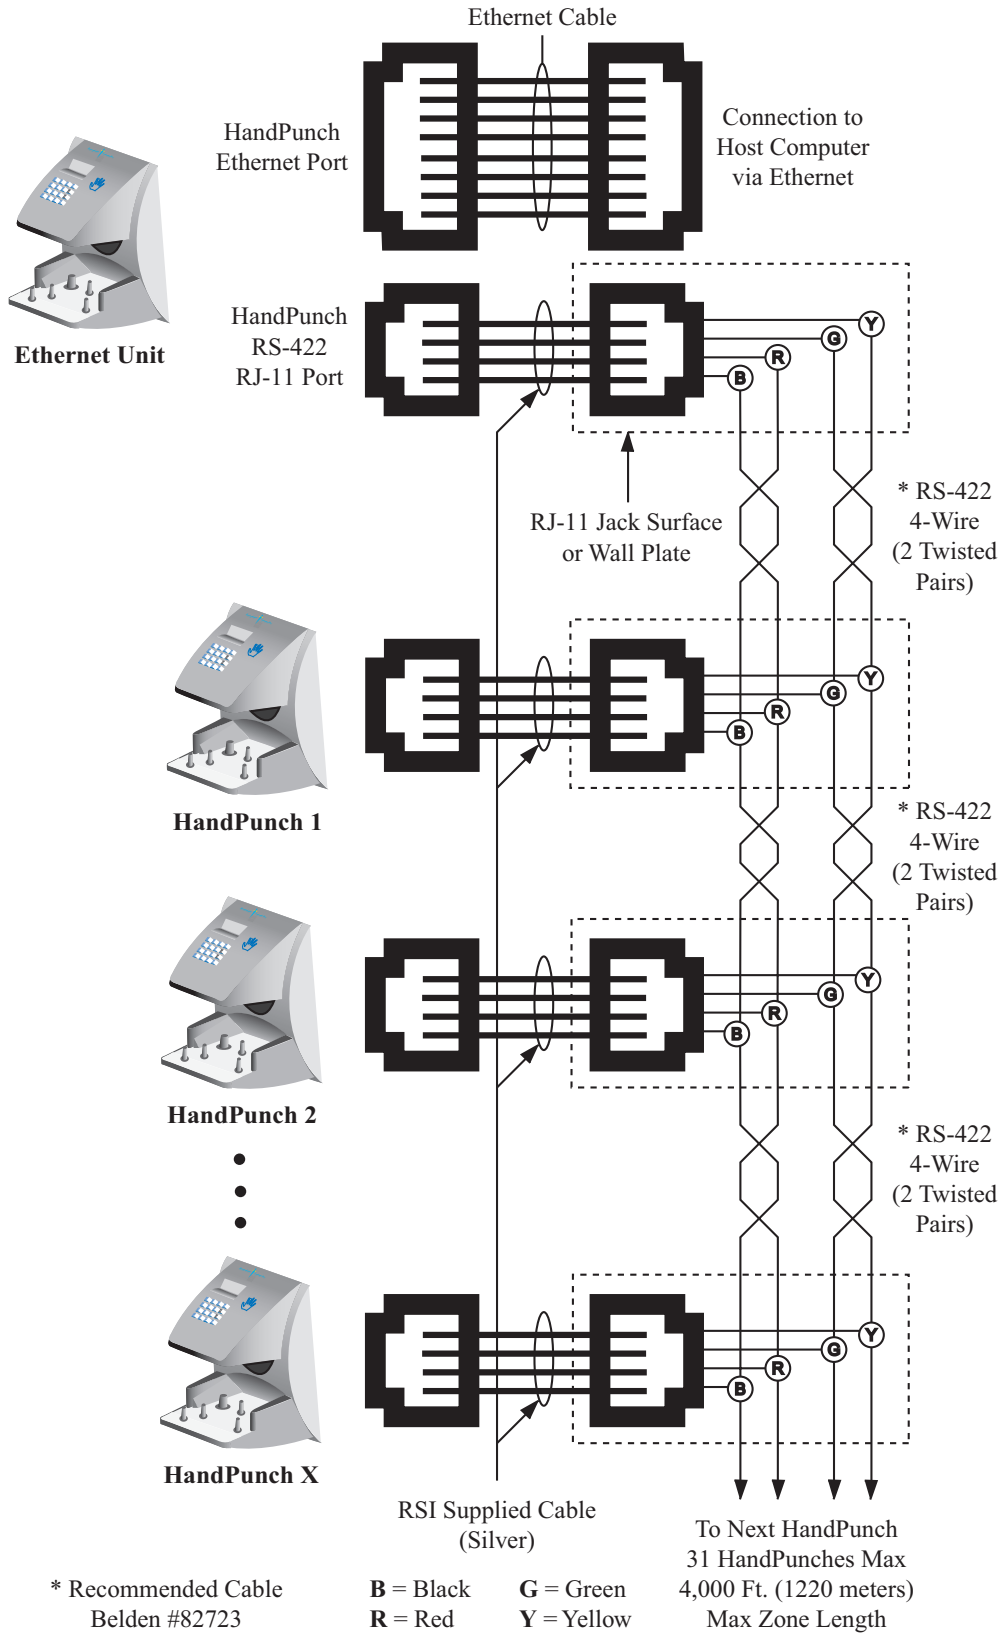 Ethernet Cable
HandPunch
Ethernet Port
Connection to
Host Computer
via Ethernet
Ethernet Unit
HandPunch
RS-422
RJ-11 Port
Y
G
R
B
RJ-11 Jack Surface
or Wall Plate
* RS-422
4-Wire
(2 Twisted
Pairs)
HandPunch 1
Y
G
R
B
* RS-422
4-Wire
(2 Twisted
Pairs)
HandPunch 2
Y
G
R
B
* RS-422
4-Wire
(2 Twisted
Pairs)
HandPunch X
Y
G
R
B
RSI Supplied Cable
(Silver)
To Next HandPunch
31 HandPunches Max
4,000 Ft. (1220 meters)
Max Zone Length
* Recommended Cable
Belden #82723
B = Black
R = Red
G = Green
Y = Yellow